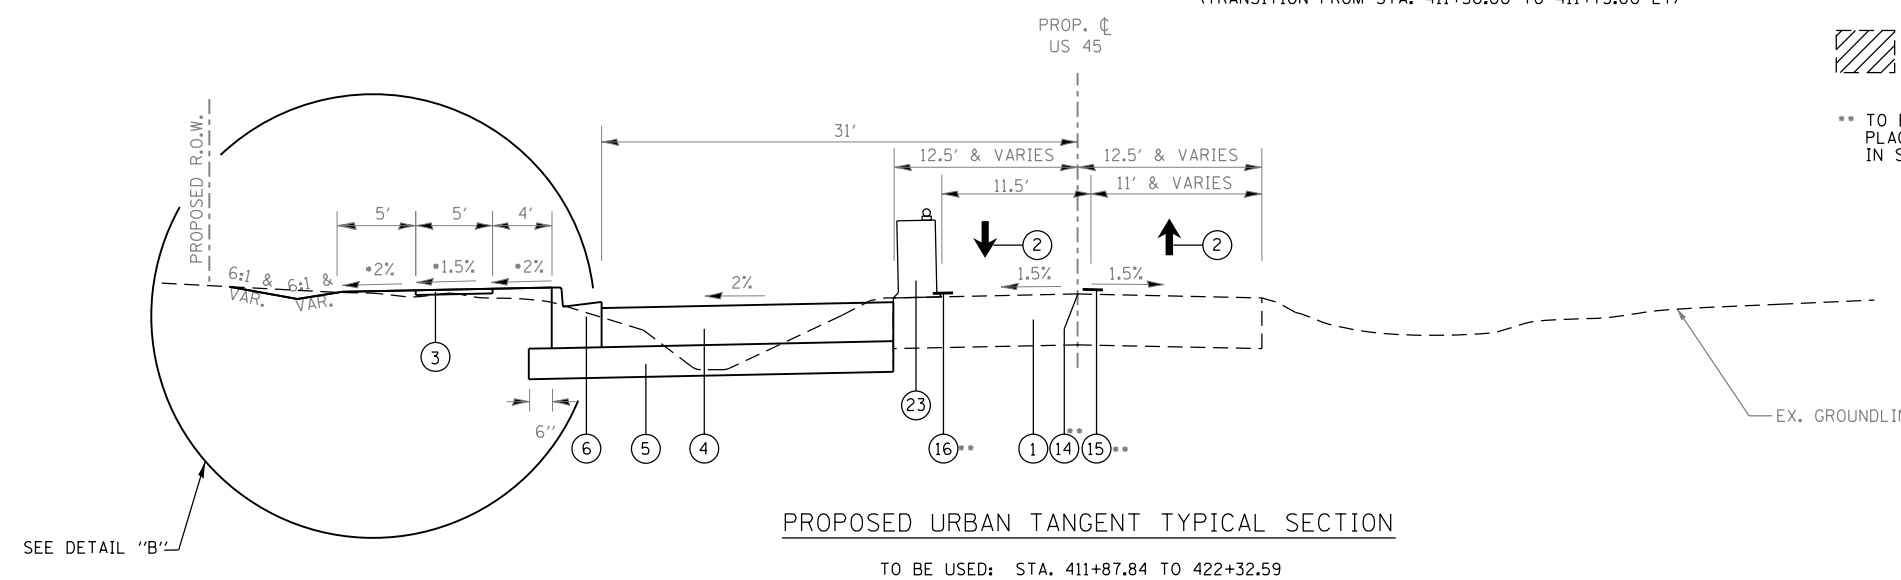 PROP. ℄
US 45
** TO
PLAC
IN S
PROPOSED R.O.W.
31'
12.5' & VARIES
12.5' & VARIES
11.5'
11' & VARIES
5'
5'
4'
2
2
6:1 &
VAR.
6:1 &
VAR.
*2%
*1.5%
*2%
2%
1.5%
1.5%
3
23
6"
6
5
4
16**
1
**
14
15**
EX.
SEE DETAIL "B"
PROPOSED URBAN TANGENT TYPICAL SECTION
TO BE USED: STA. 411+87.84 TO 422+32.59